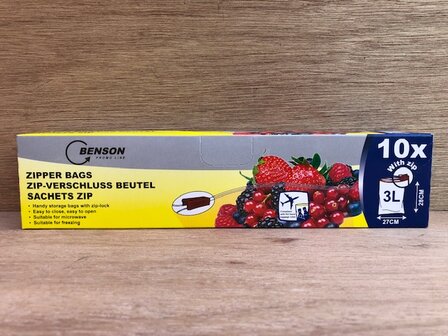 BENSON
PROMO LINE
ZIPPER BAGS
ZIP-VERSCHLUSS BEUTEL
SACHETS ZIP
• Handy storage bags with zip-lock
• Easy to close, easy to open
• Suitable for microwave
• Suitable for freezing
10x
With zip
3L
28CM
27CM